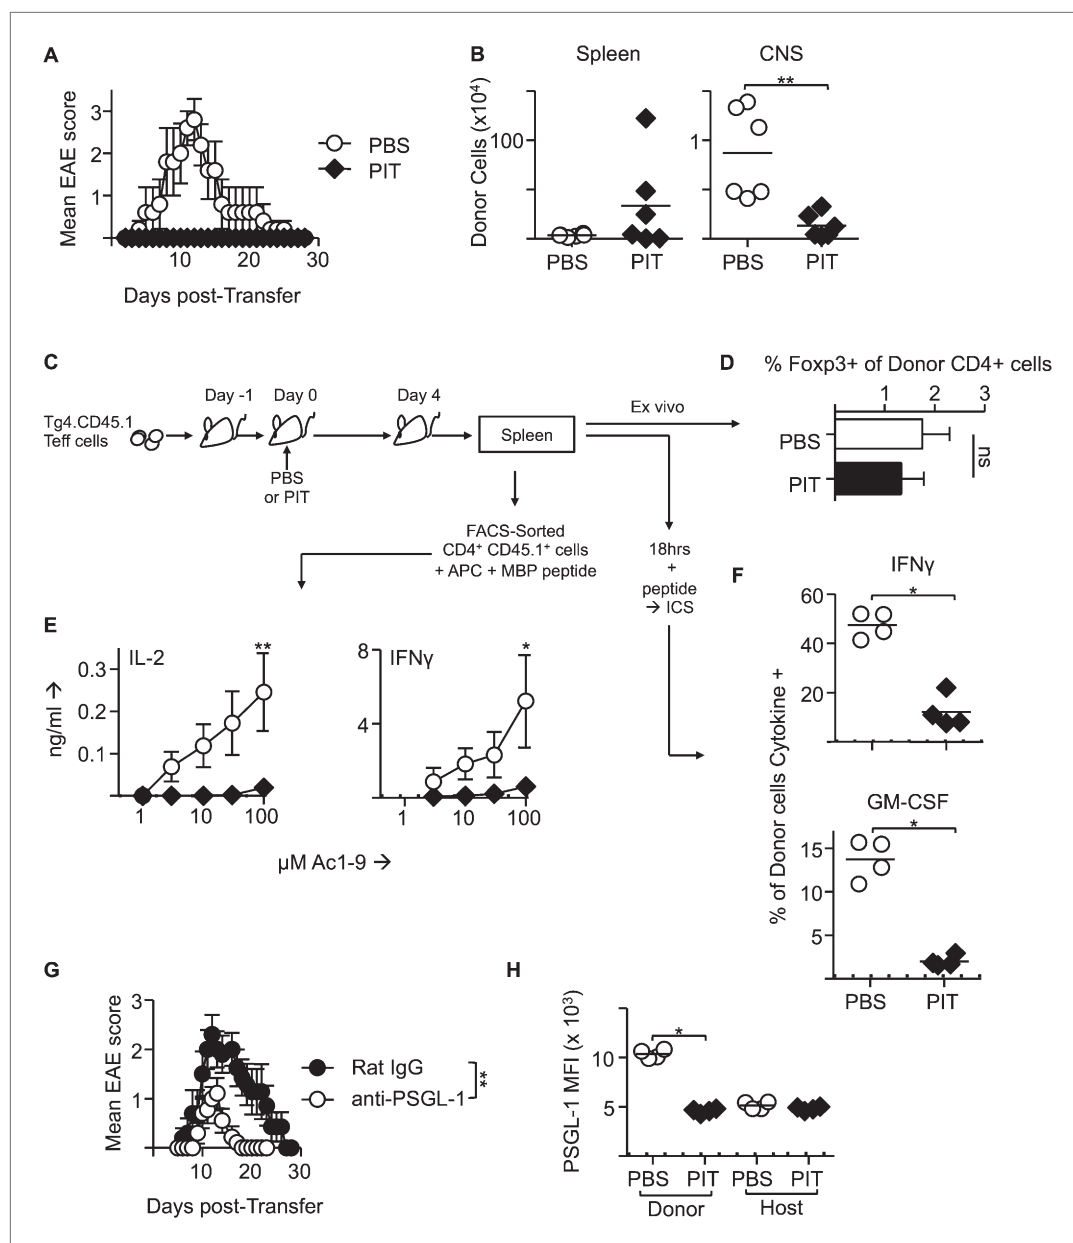 A
Mean EAE score
3
2
1
10
20
30
Days post-Transfer
PBS
PIT
B
Spleen
CNS
Donor Cells (x10⁴)
100
1
**
PBS
PIT
PBS
PIT
C
Tg4.CD45.1
Teff cells
Day -1
Day 0
Day 4
PBS
or PIT
Spleen
Ex vivo
FACS-Sorted
CD4⁺ CD45.1⁺ cells
+ APC + MBP peptide
18hrs
+
peptide
→ ICS
D
% Foxp3+ of Donor CD4+ cells
1
2
3
PBS
PIT
ns
E
IL-2
**
ng/ml →
0.3
0.2
0.1
1
10
100
IFNγ
*
8
4
1
10
100
µM Ac1-9 →
F
IFNγ
*
60
40
20
% of Donor cells Cytokine +
GM-CSF
*
15
10
5
PBS
PIT
G
Mean EAE score
3
2
1
10
20
30
Days post-Transfer
Rat IgG
anti-PSGL-1
**
H
PSGL-1 MFI (x 10³)
10
5
*
PBS
PIT
PBS
PIT
Donor
Host